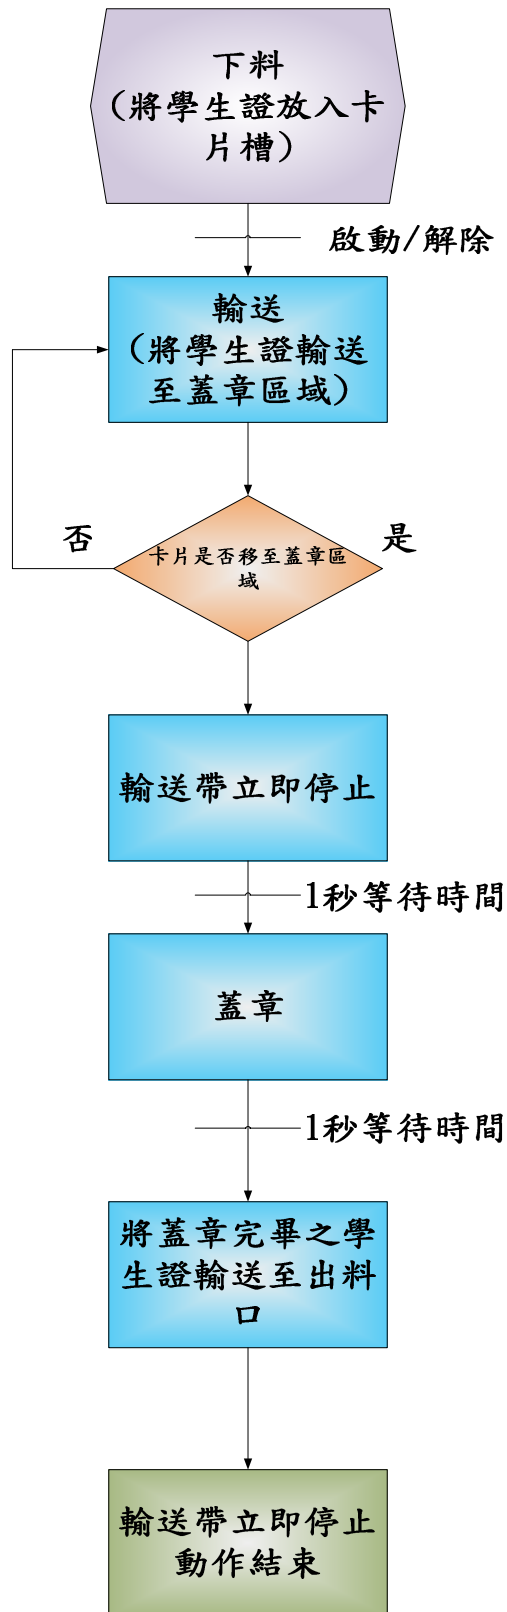 下料
(將學生證放入卡
片槽)
啟動/解除
輸送
(將學生證輸送
至蓋章區域)
否
是
卡片是否移至蓋章區
域
輸送帶立即停止
1秒等待時間
蓋章
1秒等待時間
將蓋章完畢之學
生證輸送至出料
口
輸送帶立即停止
動作結束